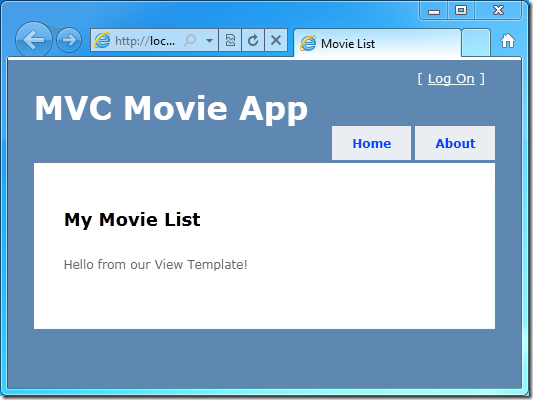 http://loc...
Movie List
[ Log On ]
MVC Movie App
Home
About
My Movie List
Hello from our View Template!